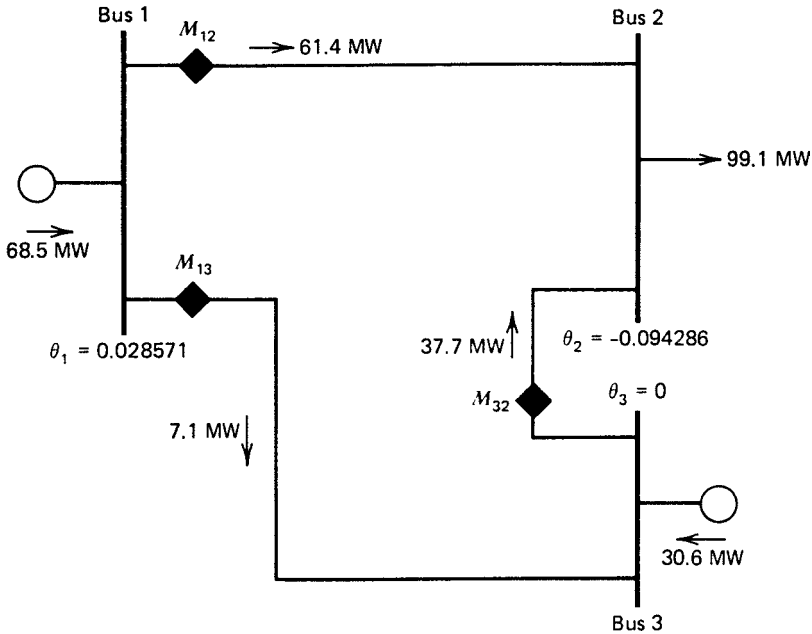 Bus 1
M12
61.4 MW
Bus 2
99.1 MW
68.5 MW
M13
θ1 = 0.028571
37.7 MW
θ2 = -0.094286
θ3 = 0
M32
7.1 MW
30.6 MW
Bus 3